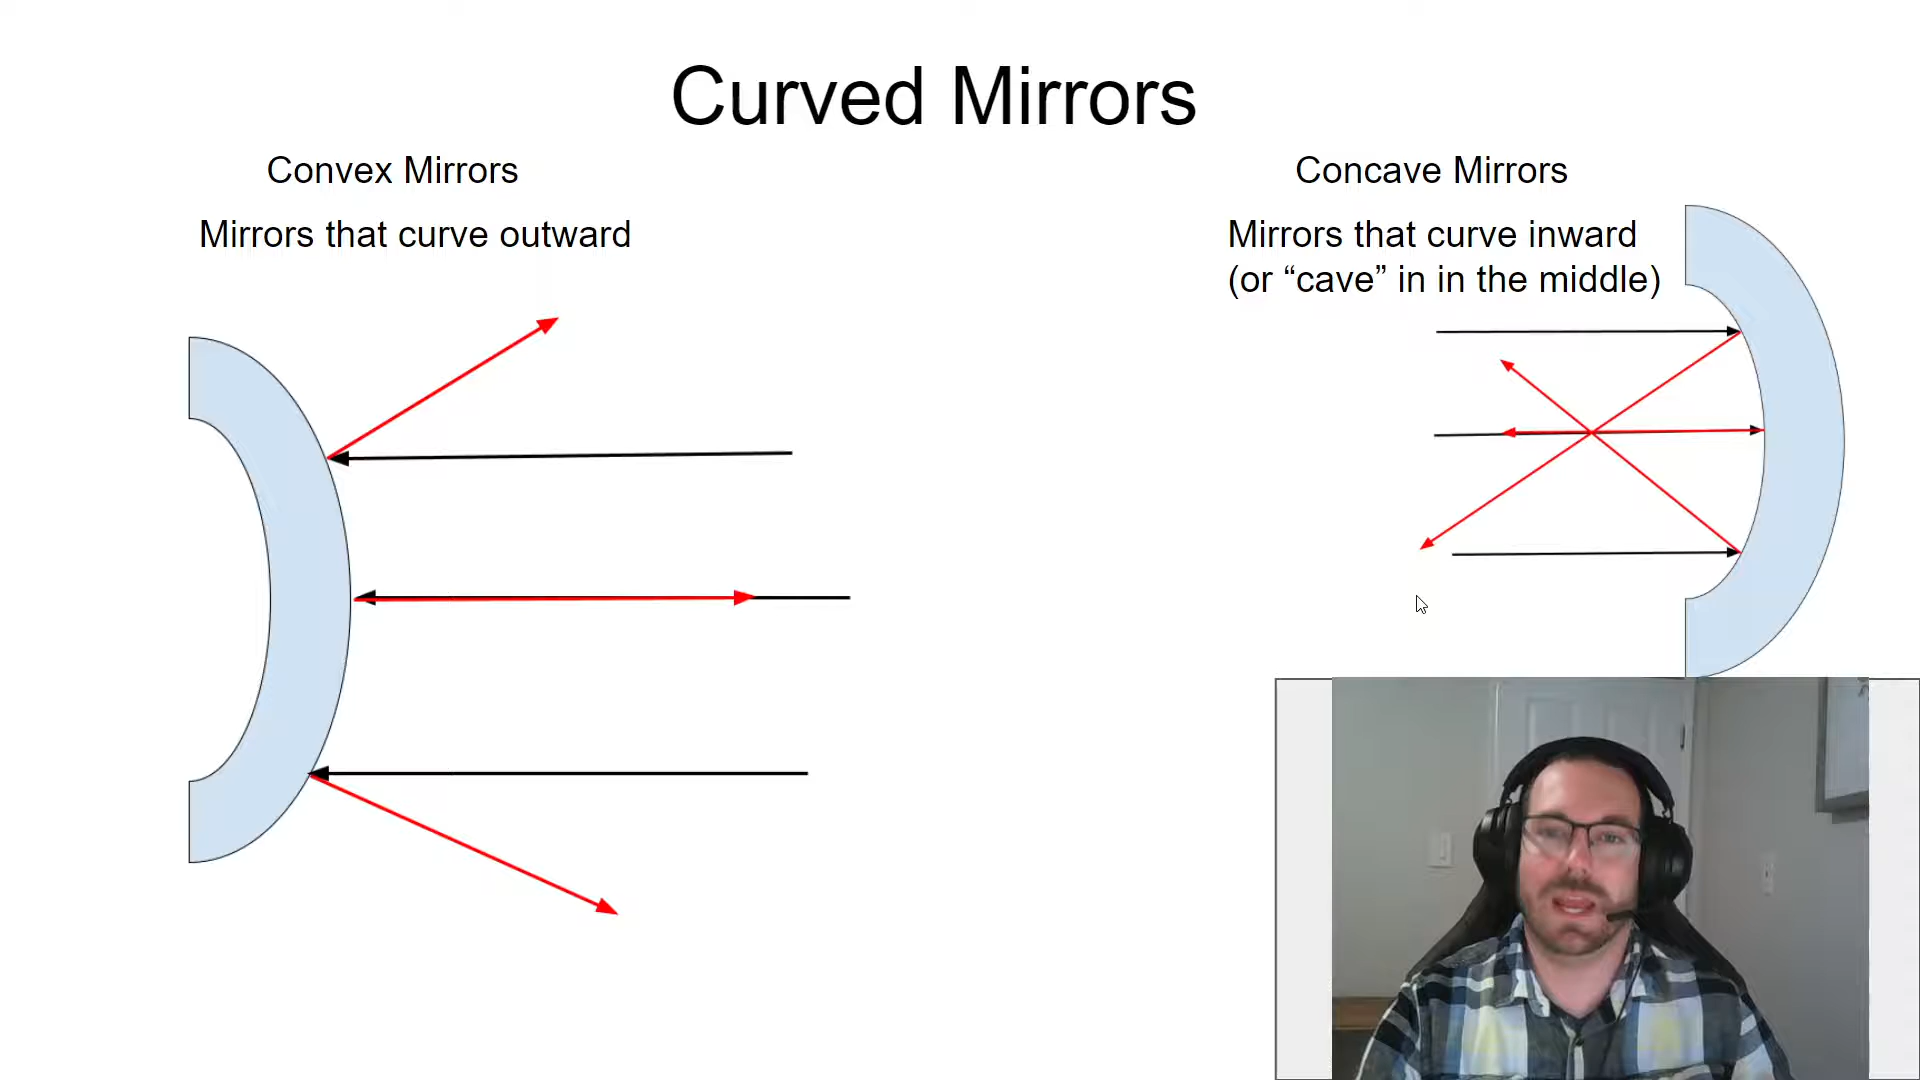 Curved Mirrors
Convex Mirrors
Mirrors that curve outward
Concave Mirrors
Mirrors that curve inward
(or “cave” in in the middle)